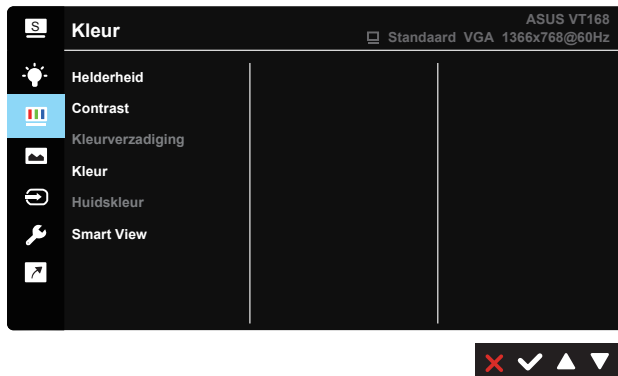 S
Kleur
ASUS VT168
Standaard VGA 1366x768@60Hz
Helderheid
Contrast
Kleurverzadiging
Kleur
Huidskleur
Smart View